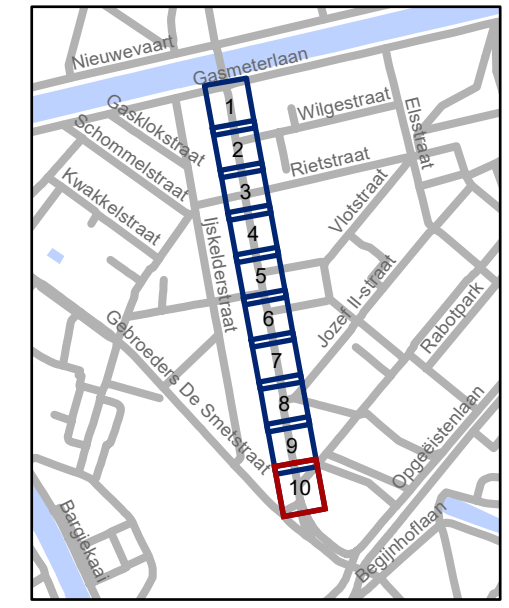 Nieuwevaart
Gasmeterlaan
Gasklokstraat
Schommelstraat
Kwakkelstraat
Wilgestraat
Elsstraat
Rietstraat
Vlotstraat
Ijskelderstraat
Jozef II-straat
Rabotpark
Gebroeders De Smetstraat
Opgeëistenlaan
Begijnhoflaan
Bargiekaai
1
2
3
4
5
6
7
8
9
10